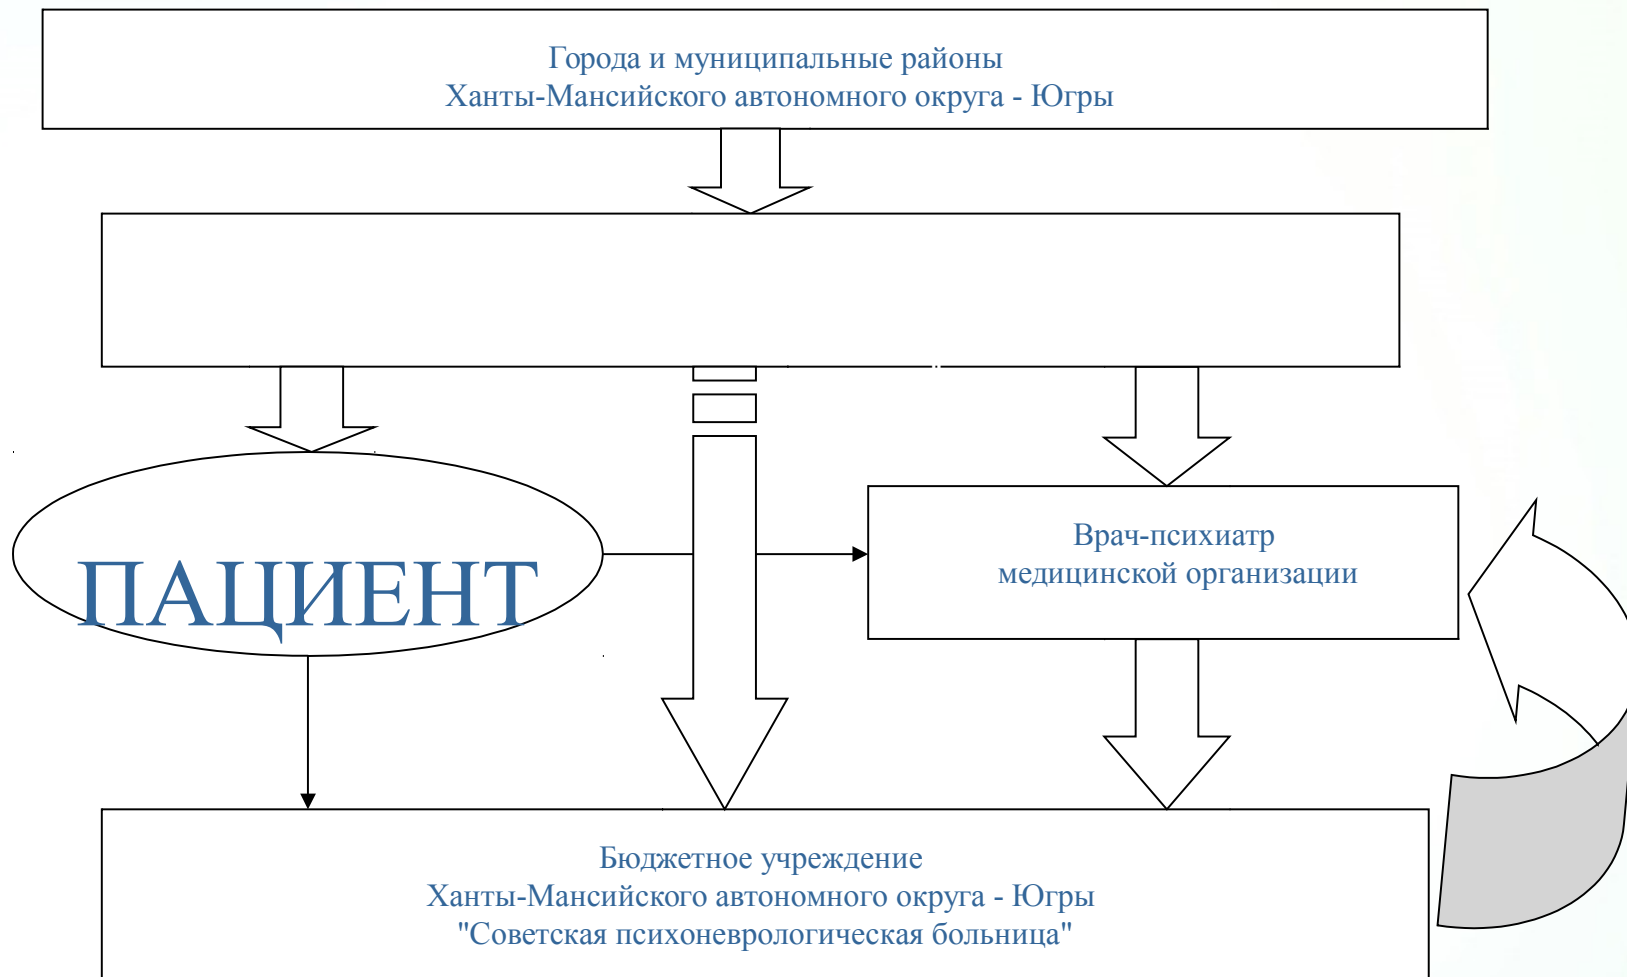 Города и муниципальные районы
Ханты-Мансийского автономного округа - Югры
ПАЦИЕНТ
Врач-психиатр
медицинской организации
Бюджетное учреждение
Ханты-Мансийского автономного округа - Югры
"Советская психоневрологическая больница"